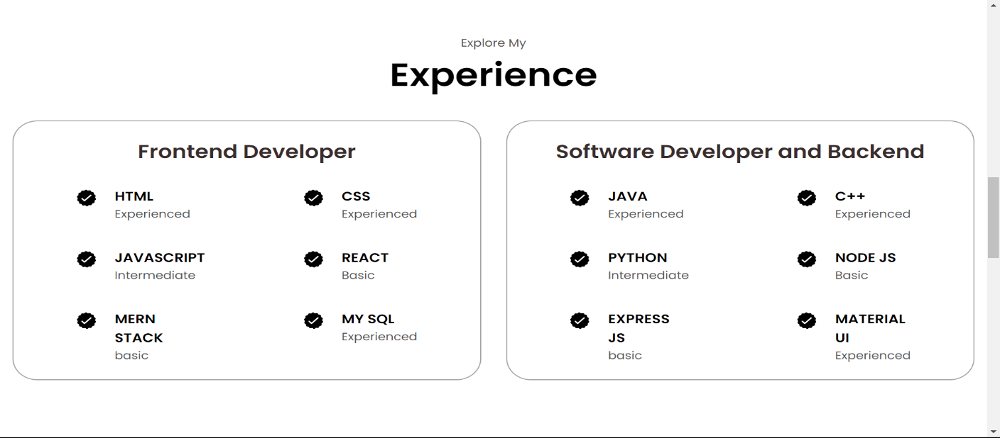 Explore My
Experience
Frontend Developer
HTML
Experienced
CSS
Experienced
JAVASCRIPT
Intermediate
REACT
Basic
MERN
STACK
basic
MY SQL
Experienced
Software Developer and Backend
JAVA
Experienced
C++
Experienced
PYTHON
Intermediate
NODE JS
Basic
EXPRESS
JS
basic
MATERIAL
UI
Experienced